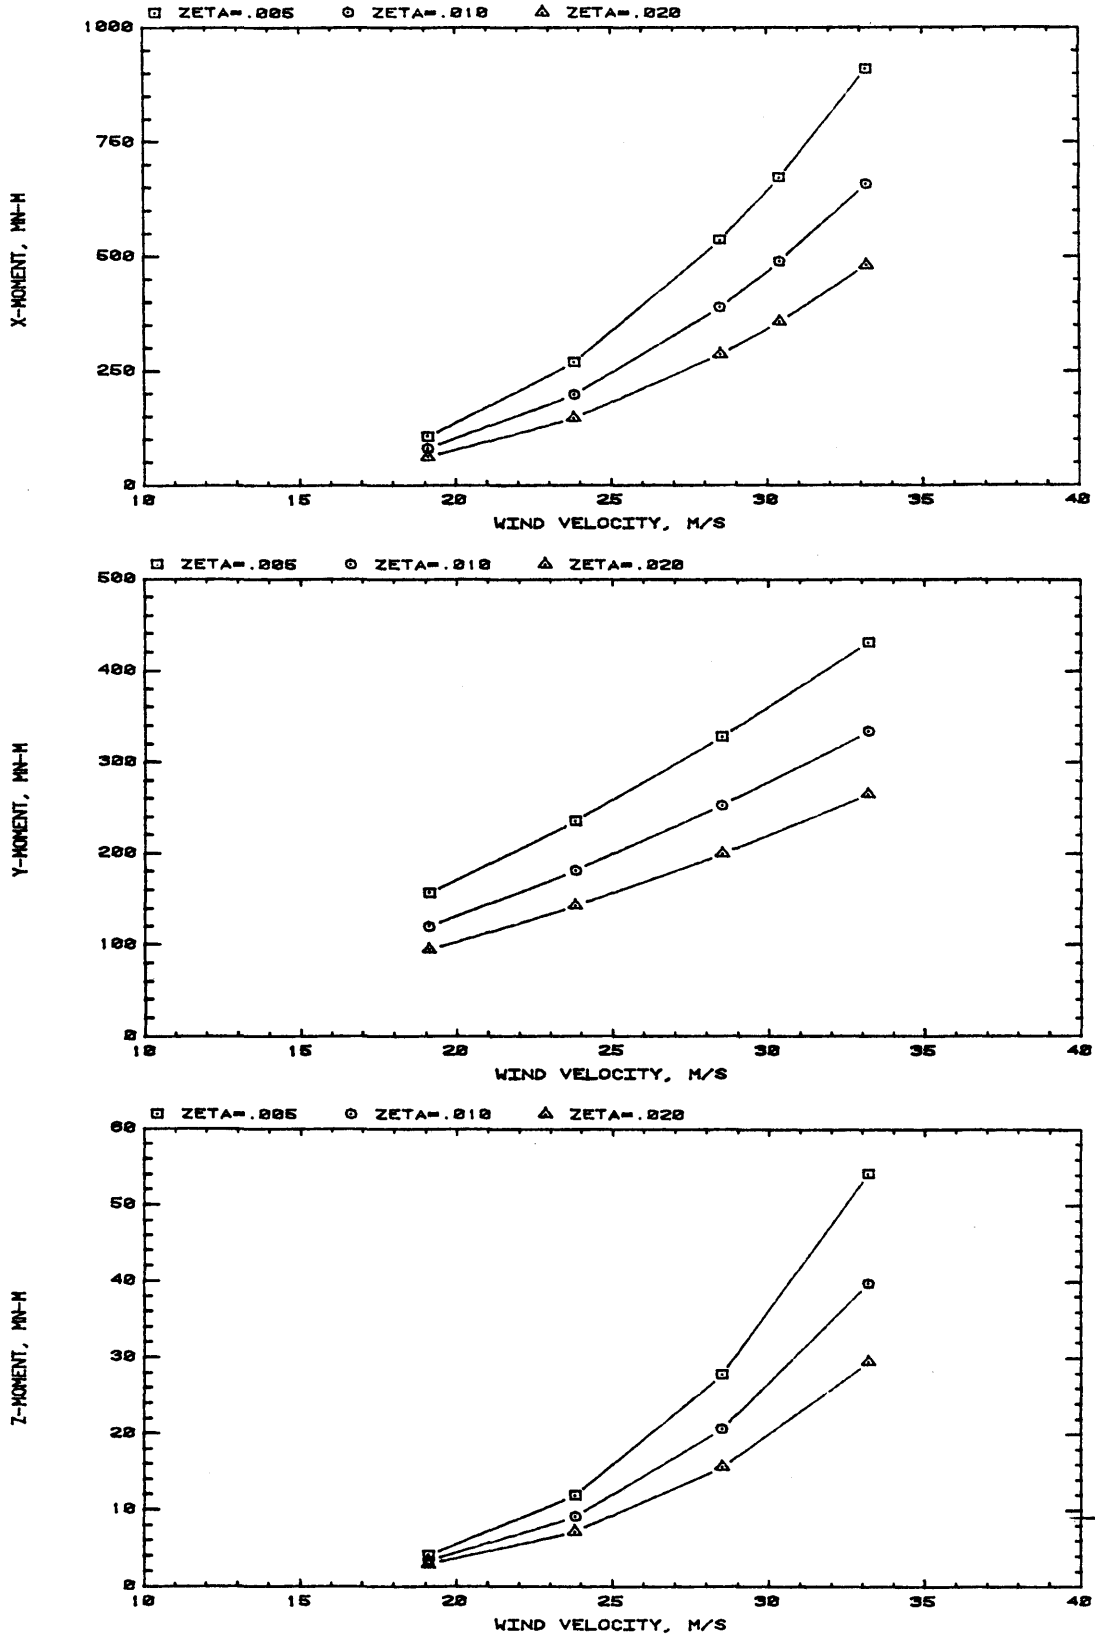 ZETA=.005 ZETA=.010 ZETA=.020
1000
750
500
250
0
X-MOMENT, MN-M
10 15 20 25 30 35 40
WIND VELOCITY, M/S
ZETA=.005 ZETA=.010 ZETA=.020
500
400
300
200
100
0
Y-MOMENT, MN-M
10 15 20 25 30 35 40
WIND VELOCITY, M/S
ZETA=.005 ZETA=.010 ZETA=.020
60
50
40
30
20
10
0
Z-MOMENT, MN-M
10 15 20 25 30 35 40
WIND VELOCITY, M/S